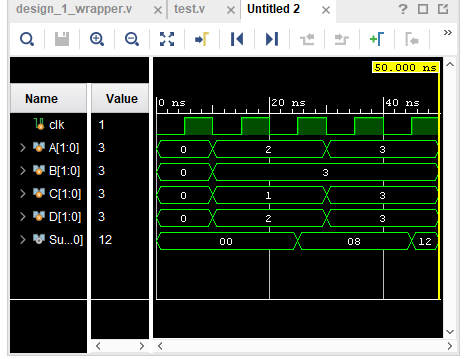 design_1_wrapper.v × test.v × Untitled 2 × ? 
»
50.000 ns
Name Value
0 ns 20 ns 40 ns
clk 1
A[1:0] 3 0 2 3
B[1:0] 3 0 3
C[1:0] 3 0 1 3
D[1:0] 3 0 2 3
Su...0] 12 00 08 12